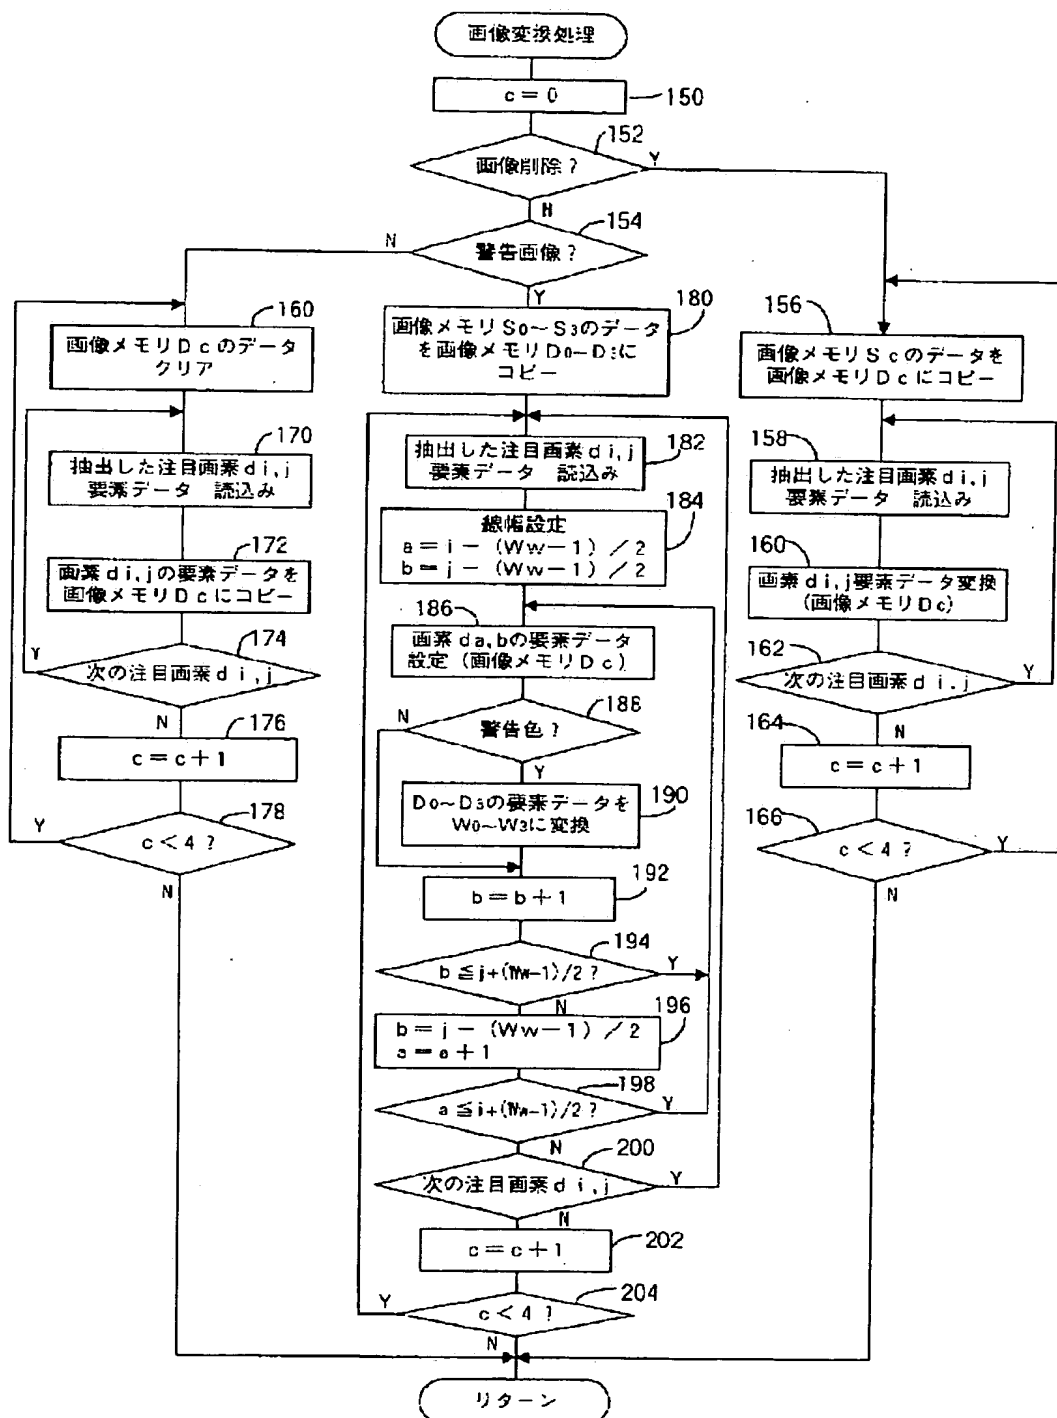 画像変換処理
c＝0
150
152
画像削除？
Y
N
154
警告画像？
N
Y
160
画像メモリDcのデータ
クリア
170
抽出した注目画素di,j
要素データ 読込み
172
画素di,jの要素データを
画像メモリDcにコピー
174
次の注目画素di,j
Y
N
176
c＝c＋1
178
c＜4？
Y
N
180
画像メモリS0〜S3のデータ
を画像メモリD0〜D3に
コピー
182
抽出した注目画素di,j
要素データ 読込み
184
線幅設定
a＝i－(Ww－1)／2
b＝j－(Ww－1)／2
186
画素da,bの要素データ
設定(画像メモリDc)
188
警告色？
N
Y
190
D0〜D3の要素データを
W0〜W3に変換
192
b＝b＋1
194
b≦j+(Ww-1)/2？
Y
N
196
b＝j－(Ww－1)／2
a＝a＋1
198
a≦i+(Ww-1)/2？
Y
N
200
次の注目画素di,j
Y
N
202
c＝c＋1
204
c＜4？
Y
N
156
画像メモリScのデータを
画像メモリDcにコピー
158
抽出した注目画素di,j
要素データ 読込み
160
画素di,j要素データ変換
(画像メモリDc)
162
次の注目画素di,j
Y
N
164
c＝c＋1
166
c＜4？
Y
N
リターン